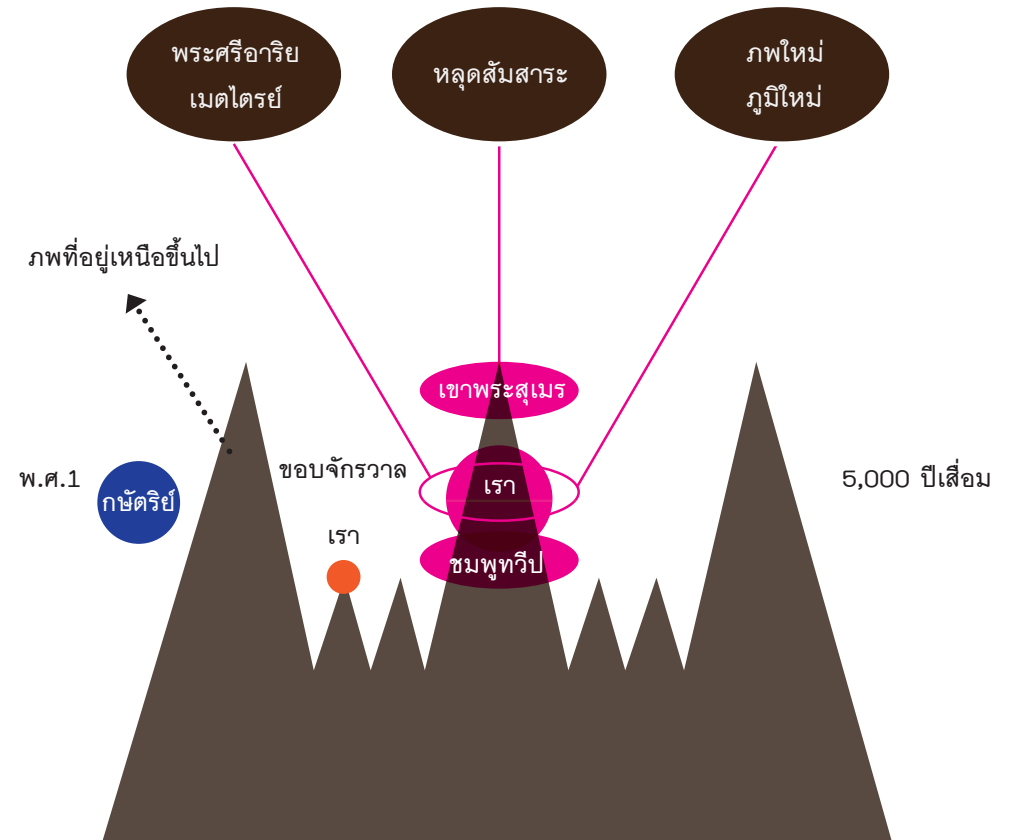 พระศรีอาริย
เมตไตรย์
หลุดสัมสาระ
ภพใหม่
ภูมิใหม่
ภพที่อยู่เหนือขึ้นไป
เขาพระสุเมร
พ.ศ.1
กษัตริย์
ขอบจักรวาล
เรา
5,000 ปีเสื่อม
เรา
ชมพูทวีป